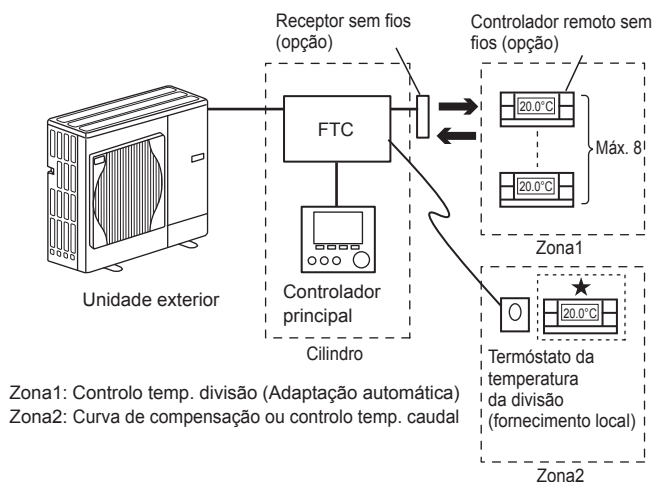 Receptor sem fios
(opção)
Controlador remoto sem
fios (opção)
FTC
20.0°C
Máx. 8
20.0°C
Zona1
Unidade exterior
Controlador
principal
Cilindro
20.0°C
Termóstato da
temperatura
da divisão
(fornecimento local)
Zona2
Zona1: Controlo temp. divisão (Adaptação automática)
Zona2: Curva de compensação ou controlo temp. caudal